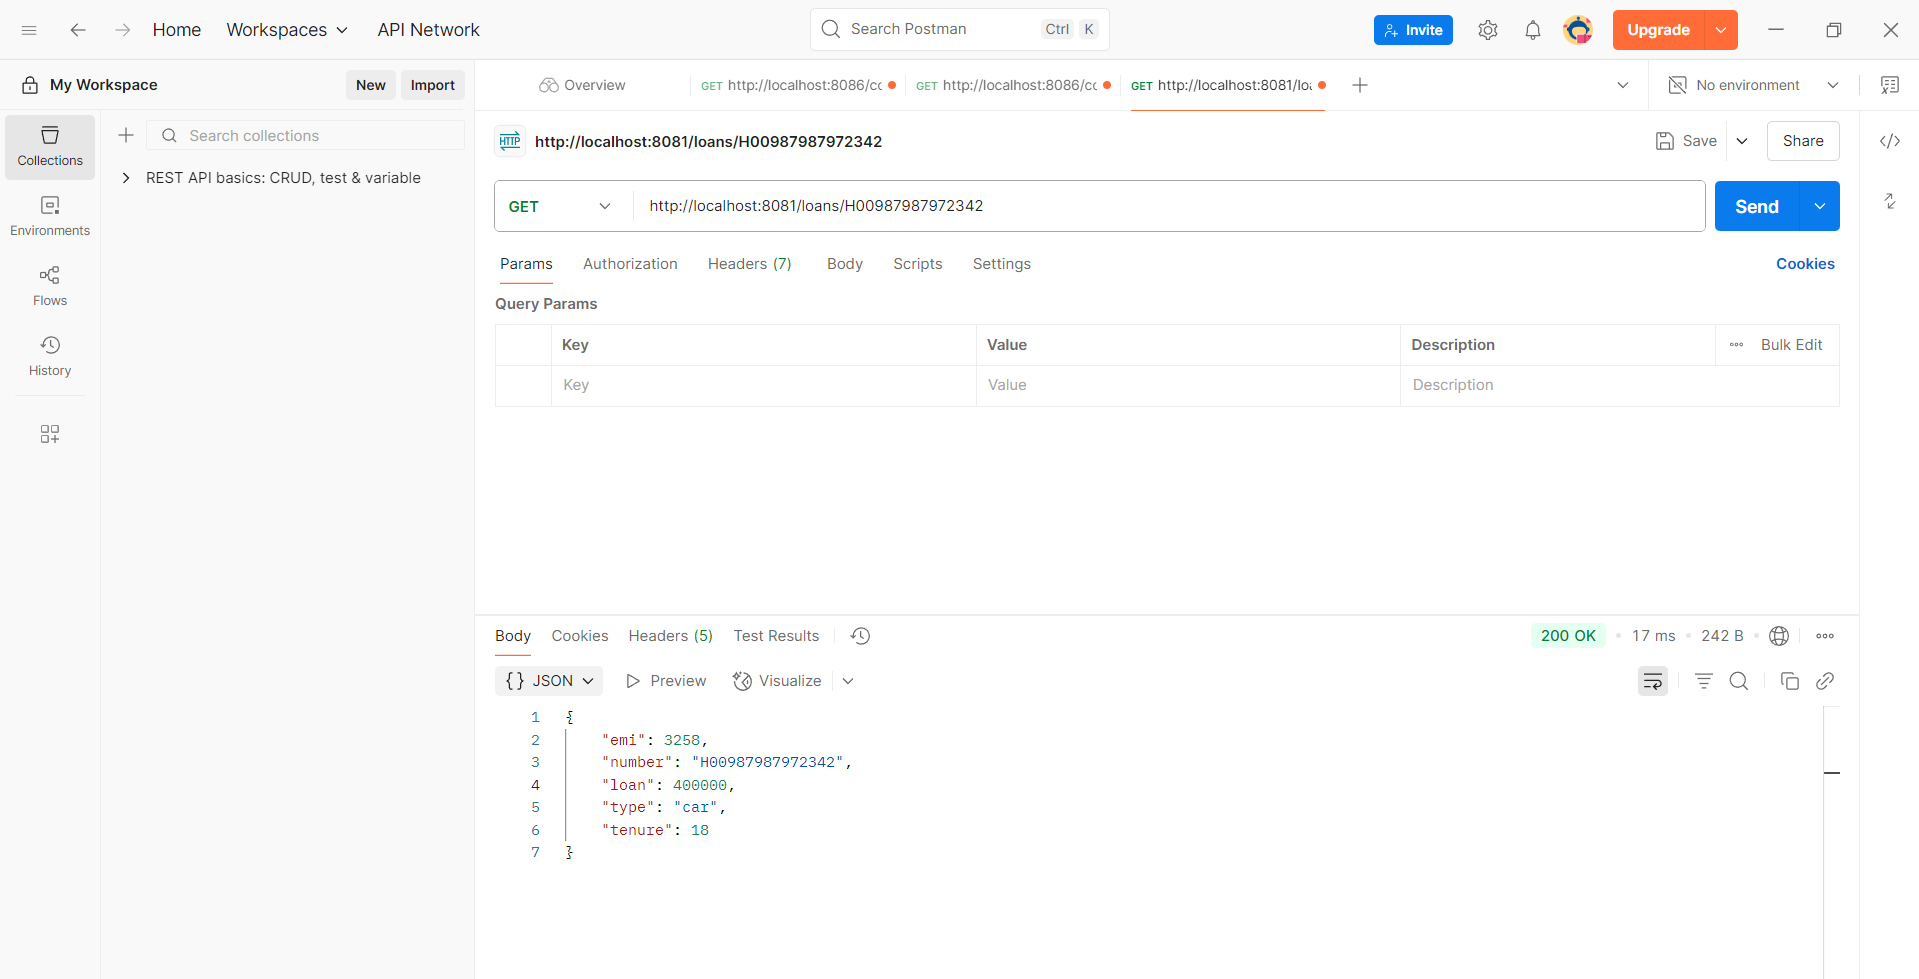 Home
Workspaces
API Network
Search Postman
Ctrl K
Invite
Upgrade
My Workspace
New
Import
Overview
GET http://localhost:8086/cc
GET http://localhost:8086/cc
GET http://localhost:8081/loa
No environment
Collections
Search collections
REST API basics: CRUD, test & variable
Environments
Flows
History
HTTP
http://localhost:8081/loans/H00987987972342
Save
Share
GET
http://localhost:8081/loans/H00987987972342
Send
Params
Authorization
Headers (7)
Body
Scripts
Settings
Cookies
Query Params
Key
Value
Description
Bulk Edit
Key
Value
Description
Body
Cookies
Headers (5)
Test Results
200 OK
17 ms
242 B
{} JSON
Preview
Visualize
1 {
2 "emi": 3258,
3 "number": "H00987987972342",
4 "loan": 400000,
5 "type": "car",
6 "tenure": 18
7 }